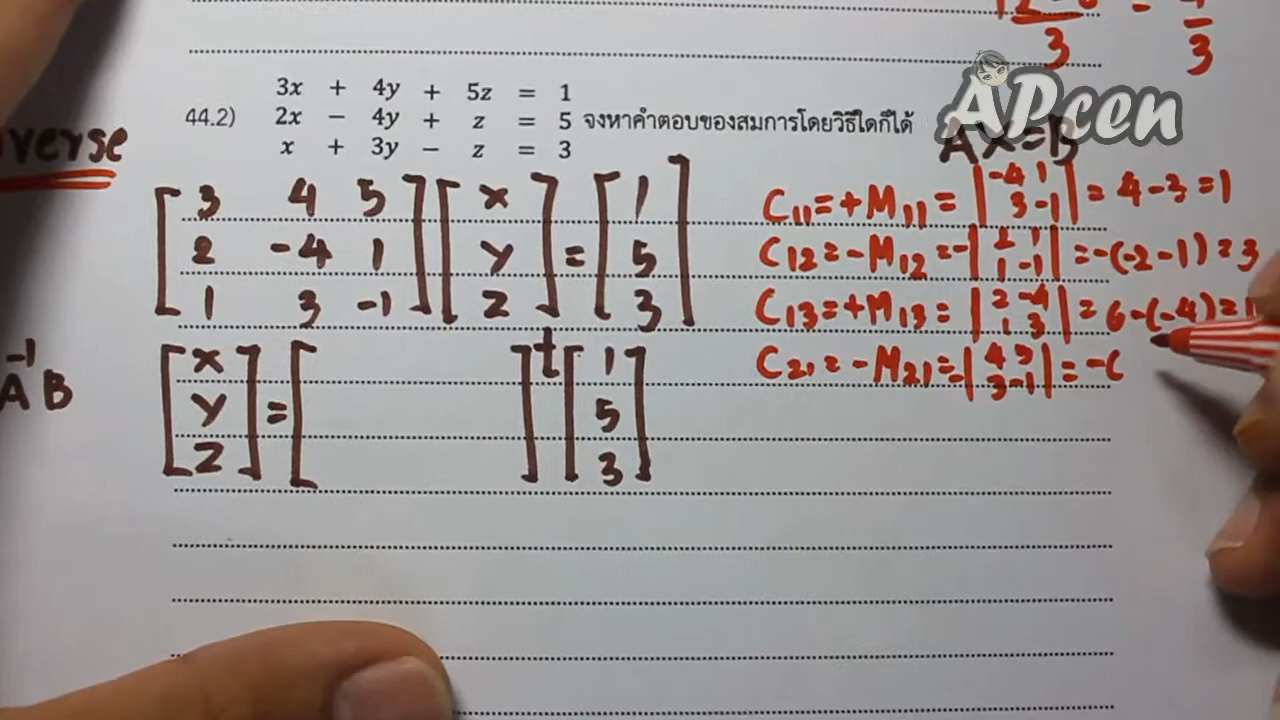 3
3
APcen
3x + 4y + 5z = 1
44.2) 2x − 4y + z = 5 จงหาคำตอบของสมการโดยวิธีใดก็ได้
x + 3y − z = 3
verse
AX=B
[3 4 5] [x] = [1]
[2 -4 1] [y] = [5]
[1 3 -1] [z] = [3]
C11=+M11=|-4 1; 3 -1|=4-3=1
C12=-M12=-|2 1; 1 -1|=-(-2-1)=3
C13=+M13=|2 -4; 1 3|=6-(-4)=1
C21=-M21=-|4 5; 3 -1|=-(
A-1 B
[x] = [ ]t [1]
[y] = [ ] [5]
[z] = [ ] [3]